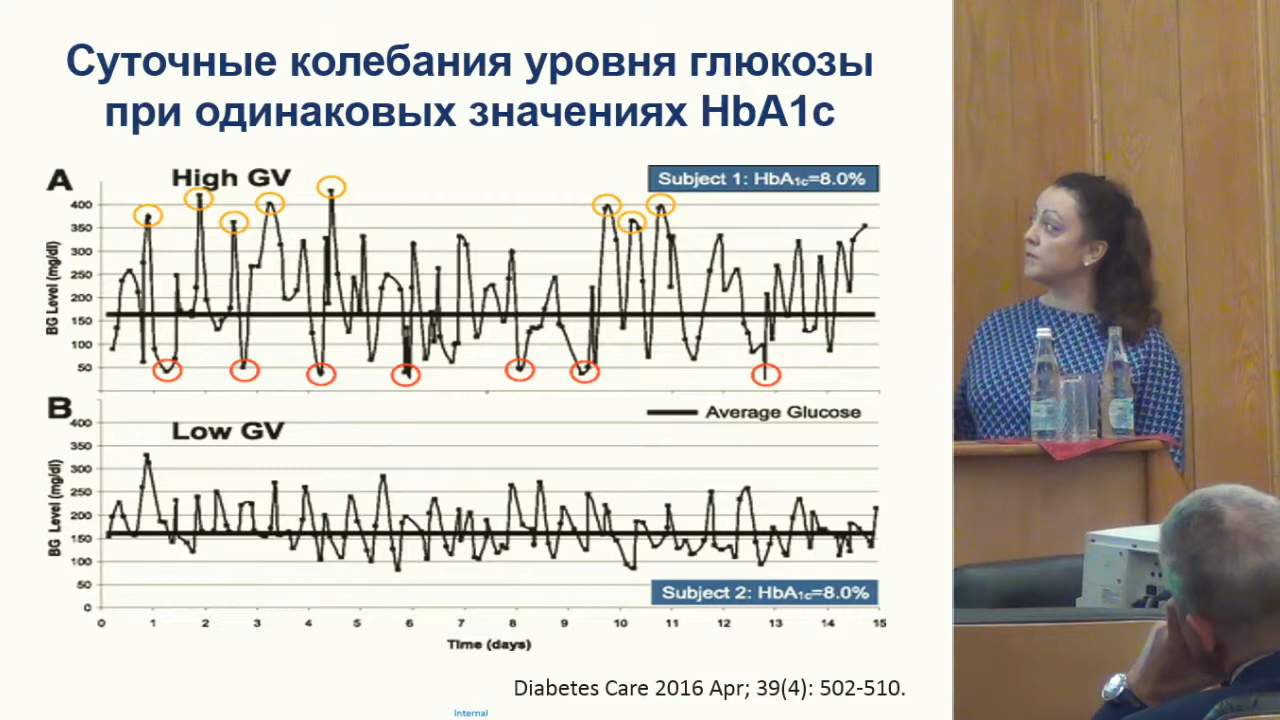 Суточные колебания уровня глюкозы
при одинаковых значениях HbA1c
A
High GV
Subject 1: HbA1c=8.0%
BG Level (mg/dl)
400
350
300
250
200
150
100
50
B
Low GV
Average Glucose
BG Level (mg/dl)
400
350
300
250
200
150
100
50
0
Subject 2: HbA1c=8.0%
0 1 2 3 4 5 6 7 8 9 10 11 12 13 14 15
Time (days)
Diabetes Care 2016 Apr; 39(4): 502-510.
Internal